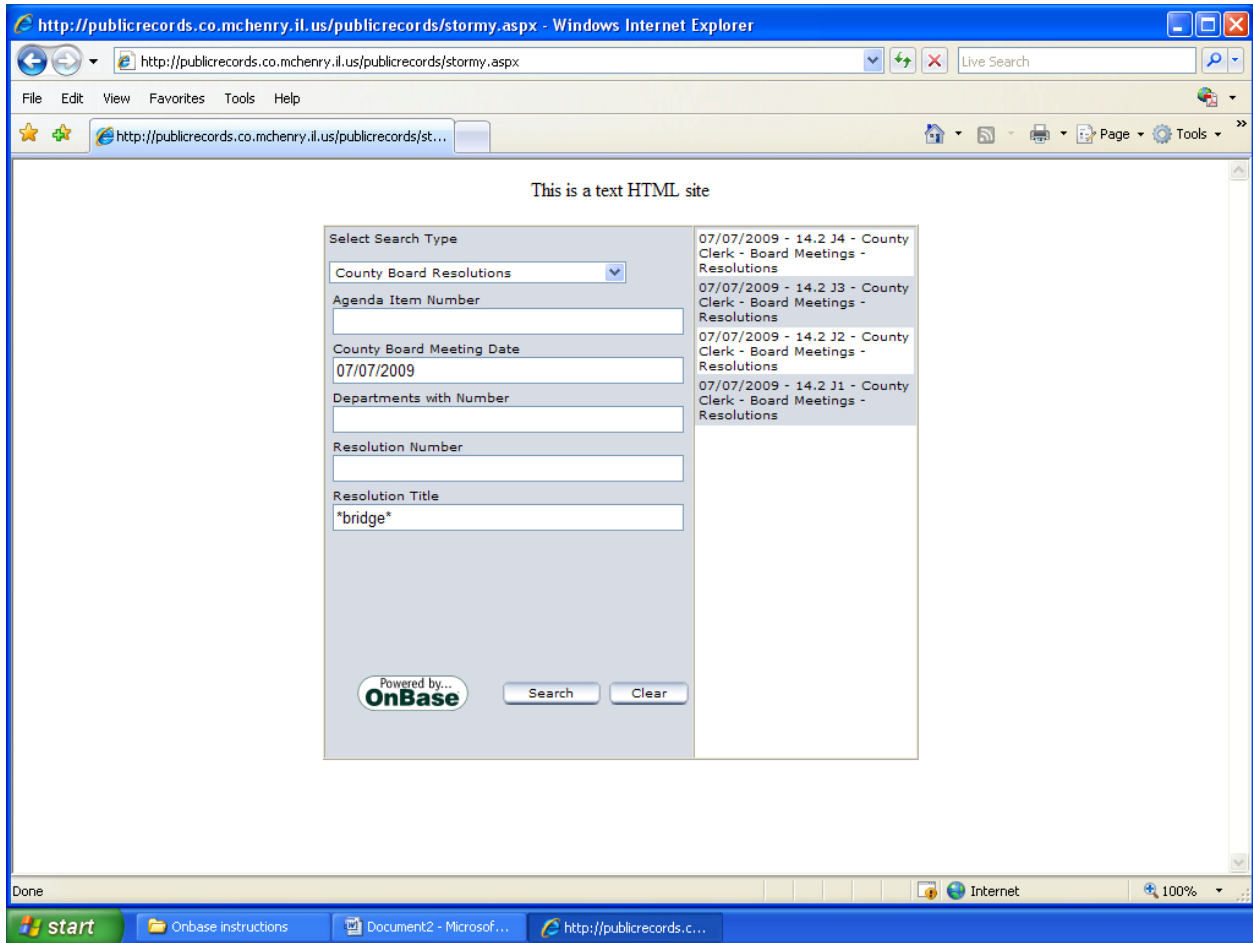 http://publicrecords.co.mchenry.il.us/publicrecords/stormy.aspx - Windows Internet Explorer
http://publicrecords.co.mchenry.il.us/publicrecords/stormy.aspx
Live Search
File Edit View Favorites Tools Help
http://publicrecords.co.mchenry.il.us/publicrecords/st...
Page Tools »
This is a text HTML site
Select Search Type
County Board Resolutions
Agenda Item Number
County Board Meeting Date
07/07/2009
Departments with Number
Resolution Number
Resolution Title
*bridge*
Powered by...
OnBase
Search Clear
07/07/2009 - 14.2 J4 - County
Clerk - Board Meetings -
Resolutions
07/07/2009 - 14.2 J3 - County
Clerk - Board Meetings -
Resolutions
07/07/2009 - 14.2 J2 - County
Clerk - Board Meetings -
Resolutions
07/07/2009 - 14.2 J1 - County
Clerk - Board Meetings -
Resolutions
Done Internet 100%
start Onbase instructions Document2 - Microsof... http://publicrecords.c...